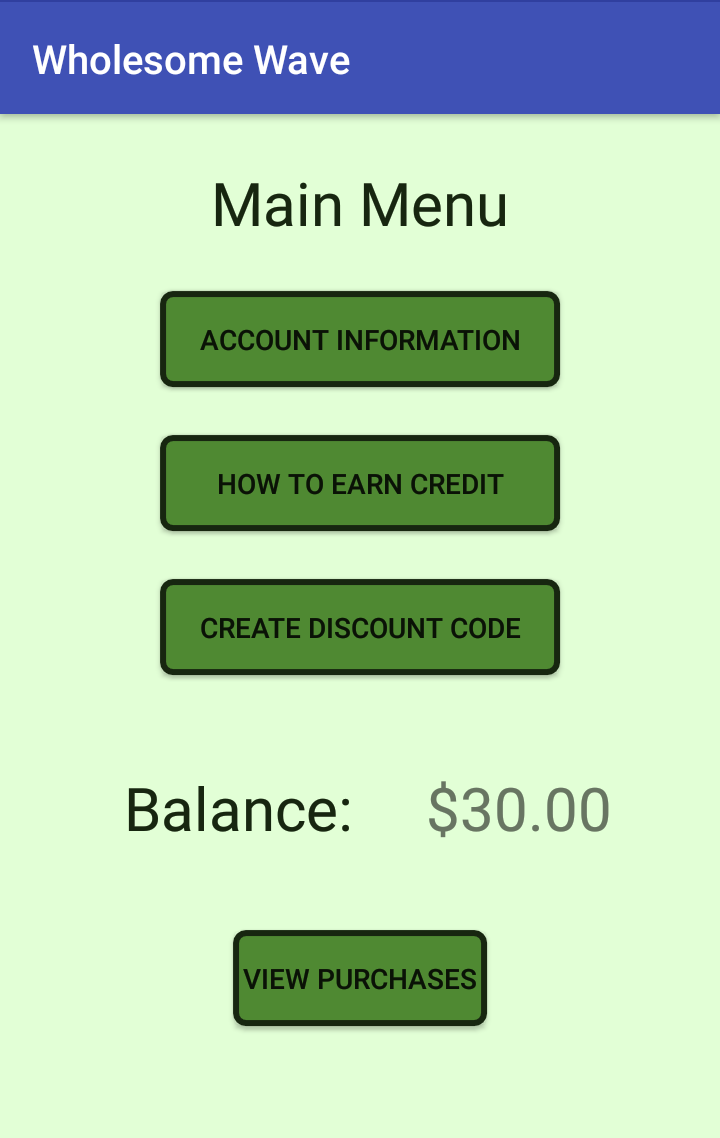 Wholesome Wave
Main Menu
ACCOUNT INFORMATION
HOW TO EARN CREDIT
CREATE DISCOUNT CODE
Balance: $30.00
VIEW PURCHASES